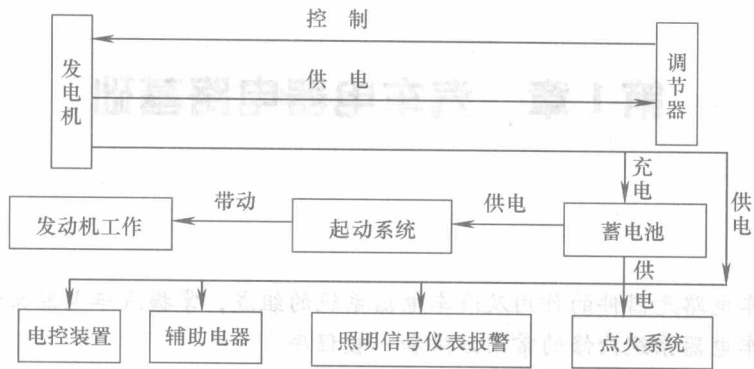 控制
发电机
供电
调节器
充电
供电
发动机工作
带动
起动系统
供电
蓄电池
供电
电控装置
辅助电器
照明信号仪表报警
点火系统